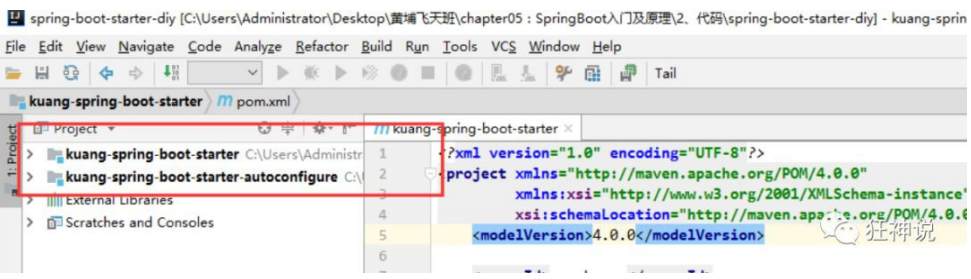 spring-boot-starter-diy [C:\Users\Administrator\Desktop\黄埔飞天班\chapter05：SpringBoot入门及原理\2、代码\spring-boot-starter-diy] - kuang-sprin
File Edit View Navigate Code Analyze Refactor Build Run Tools VCS Window Help
Tail
kuang-spring-boot-starter m pom.xml
1: Project
Project
kuang-spring-boot-starter
kuang-spring-boot-starter C:\Users\Administr
kuang-spring-boot-starter-autoconfigure C:\U
External Libraries
Scratches and Consoles
1 <?xml version="1.0" encoding="UTF-8"?>
2 <project xmlns="http://maven.apache.org/POM/4.0.0"
3 xmlns:xsi="http://www.w3.org/2001/XMLSchema-instance"
4 xsi:schemaLocation="http://maven.apache.org/POM/4.0.0
5 <modelVersion>4.0.0</modelVersion>
6
狂神说